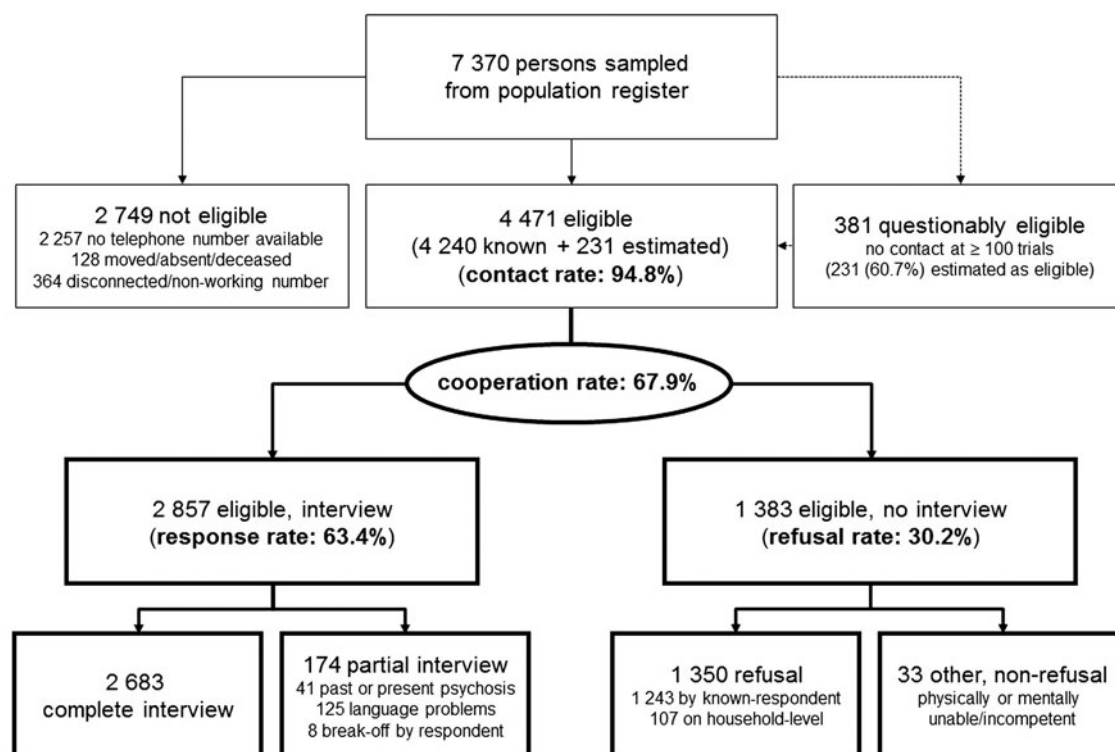 7 370 persons sampled
from population register
2 749 not eligible
2 257 no telephone number available
128 moved/absent/deceased
364 disconnected/non-working number
4 471 eligible
(4 240 known + 231 estimated)
(contact rate: 94.8%)
381 questionably eligible
no contact at ≥ 100 trials
(231 (60.7%) estimated as eligible)
cooperation rate: 67.9%
2 857 eligible, interview
(response rate: 63.4%)
1 383 eligible, no interview
(refusal rate: 30.2%)
2 683
complete interview
174 partial interview
41 past or present psychosis
125 language problems
8 break-off by respondent
1 350 refusal
1 243 by known-respondent
107 on household-level
33 other, non-refusal
physically or mentally
unable/incompetent